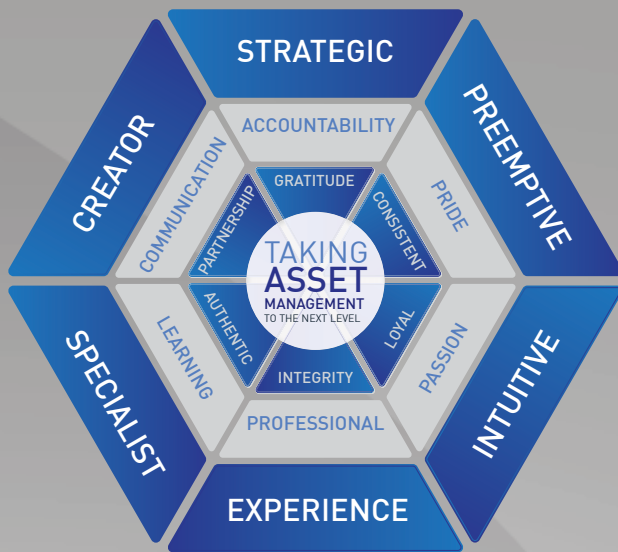 STRATEGIC
PREEMPTIVE
INTUITIVE
EXPERIENCE
SPECIALIST
CREATOR
ACCOUNTABILITY
PRIDE
PASSION
PROFESSIONAL
LEARNING
COMMUNICATION
GRATITUDE
CONSISTENT
LOYAL
INTEGRITY
AUTHENTIC
PARTNERSHIP
TAKING
ASSET
MANAGEMENT
TO THE NEXT LEVEL